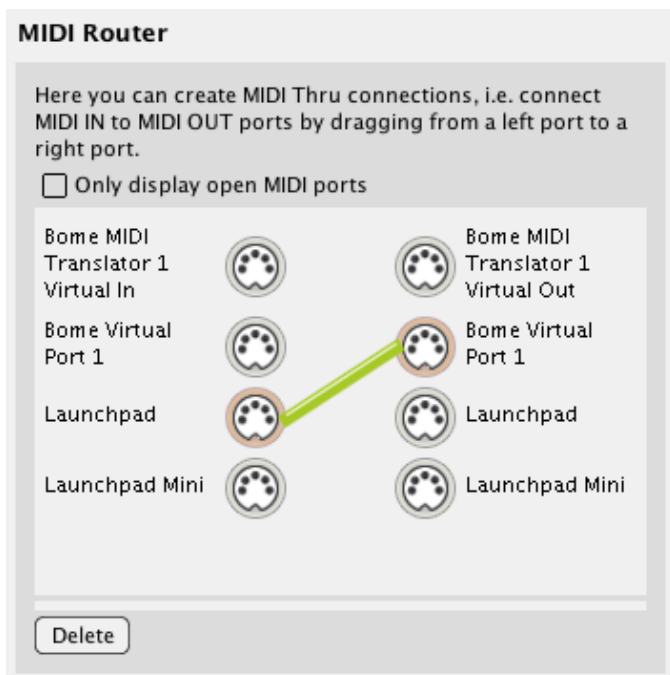 MIDI Router
Here you can create MIDI Thru connections, i.e. connect
MIDI IN to MIDI OUT ports by dragging from a left port to a
right port.
Only display open MIDI ports
Bome MIDI
Translator 1
Virtual In
Bome MIDI
Translator 1
Virtual Out
Bome Virtual
Port 1
Bome Virtual
Port 1
Launchpad
Launchpad
Launchpad Mini
Launchpad Mini
Delete